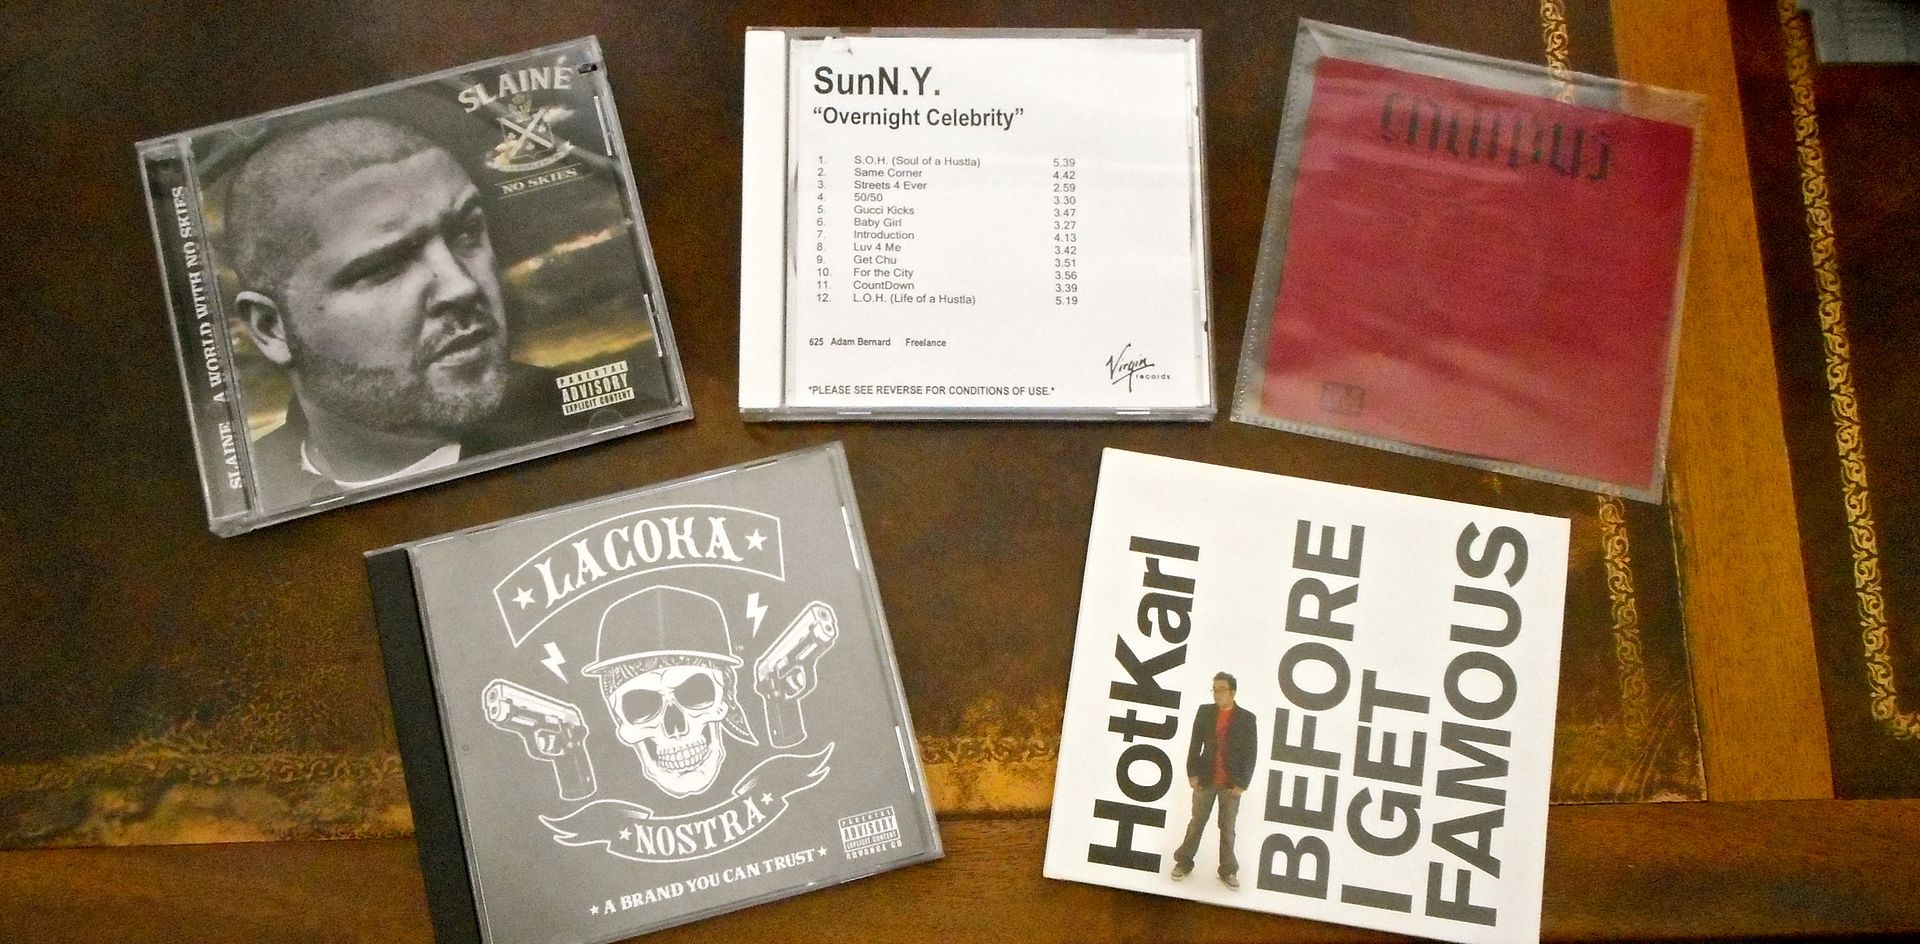 SLAINÉ
NO SKIES
SLAINE A WORLD WITH NO SKIES
PARENTAL
ADVISORY
EXPLICIT CONTENT
SunN.Y.
“Overnight Celebrity”
1. S.O.H. (Soul of a Hustla) 5.39
2. Same Corner 4.42
3. Streets 4 Ever 2.59
4. 50/50 3.30
5. Gucci Kicks 3.47
6. Baby Girl 3.27
7. Introduction 4.13
8. Luv 4 Me 3.42
9. Get Chu 3.51
10. For the City 3.56
11. CountDown 3.39
12. L.O.H. (Life of a Hustla) 5.19
625 Adam Bernard Freelance
Virgin
records
*PLEASE SEE REVERSE FOR CONDITIONS OF USE.*
LACOKA
NOSTRA
A BRAND YOU CAN TRUST
PARENTAL
ADVISORY
EXPLICIT CONTENT
ADVANCE CD
HotKarl
BEFORE
I GET
FAMOUS